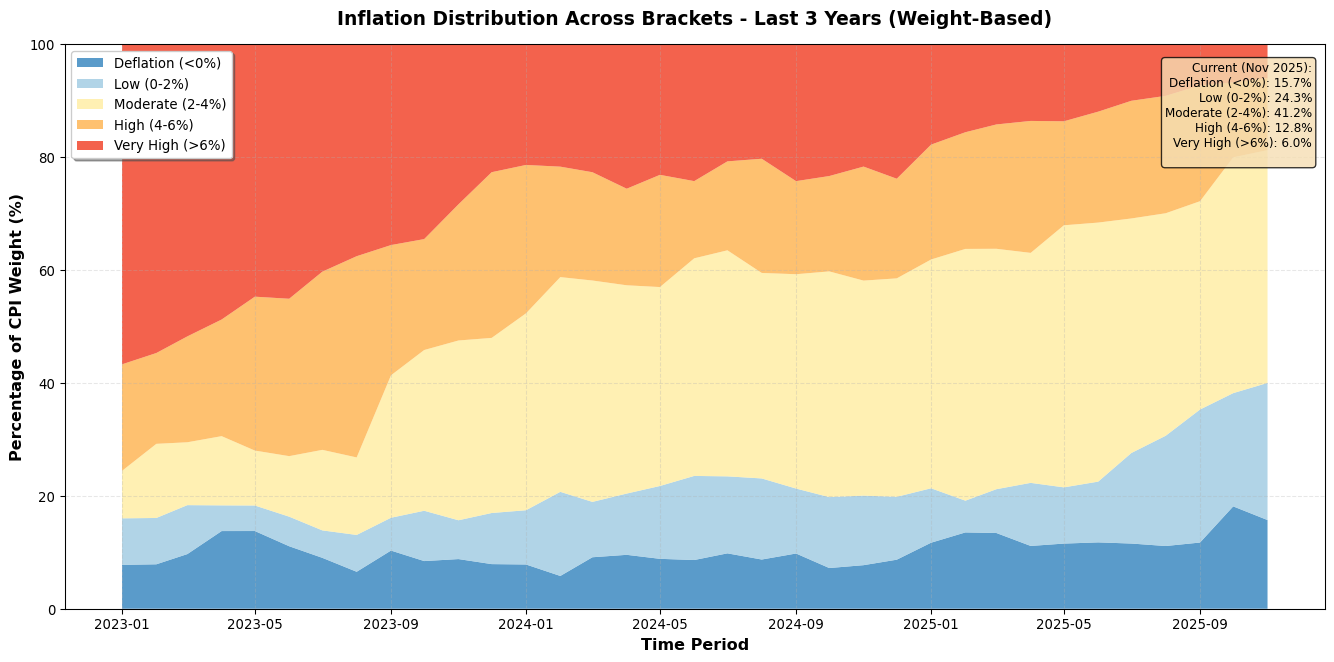 Inflation Distribution Across Brackets - Last 3 Years (Weight-Based)
Percentage of CPI Weight (%)
100
80
60
40
20
0
Deflation (<0%)
Low (0-2%)
Moderate (2-4%)
High (4-6%)
Very High (>6%)
Current (Nov 2025):
Deflation (<0%): 15.7%
Low (0-2%): 24.3%
Moderate (2-4%): 41.2%
High (4-6%): 12.8%
Very High (>6%): 6.0%
2023-01
2023-05
2023-09
2024-01
2024-05
2024-09
2025-01
2025-05
2025-09
Time Period